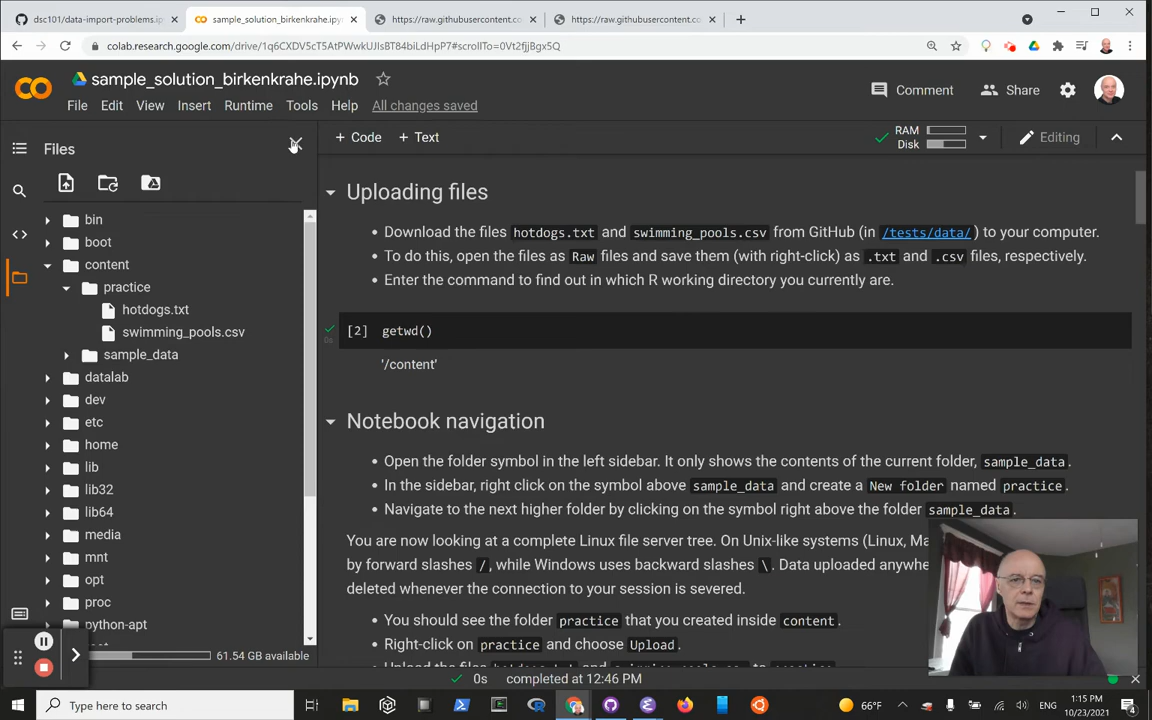 dsc101/data-import-problems.ip
sample_solution_birkenkrahe.ipyn
https://raw.githubusercontent.co
https://raw.githubusercontent.co
colab.research.google.com/drive/1q6CXDV5cT5AtPWwkUJIsBT84biLdHpP7#scrollTo=0Vt2fjjBgx5Q
sample_solution_birkenkrahe.ipynb
File Edit View Insert Runtime Tools Help All changes saved
Comment Share
Files
+ Code + Text
RAM
Disk
Editing
bin
boot
content
practice
hotdogs.txt
swimming_pools.csv
sample_data
datalab
dev
etc
home
lib
lib32
lib64
media
mnt
opt
proc
python-apt
61.54 GB available
Uploading files
• Download the files hotdogs.txt and swimming_pools.csv from GitHub (in /tests/data/ ) to your computer.
• To do this, open the files as Raw files and save them (with right-click) as .txt and .csv files, respectively.
• Enter the command to find out in which R working directory you currently are.
[2] getwd()
0s
'/content'
Notebook navigation
• Open the folder symbol in the left sidebar. It only shows the contents of the current folder, sample_data.
• In the sidebar, right click on the symbol above sample_data and create a New folder named practice.
• Navigate to the next higher folder by clicking on the symbol right above the folder sample_data.
You are now looking at a complete Linux file server tree. On Unix-like systems (Linux, Ma
by forward slashes /, while Windows uses backward slashes \. Data uploaded anywhe
deleted whenever the connection to your session is severed.
• You should see the folder practice that you created inside content.
• Right-click on practice and choose Upload.
0s completed at 12:46 PM
Type here to search
66°F
1:15 PM
10/23/2021
4